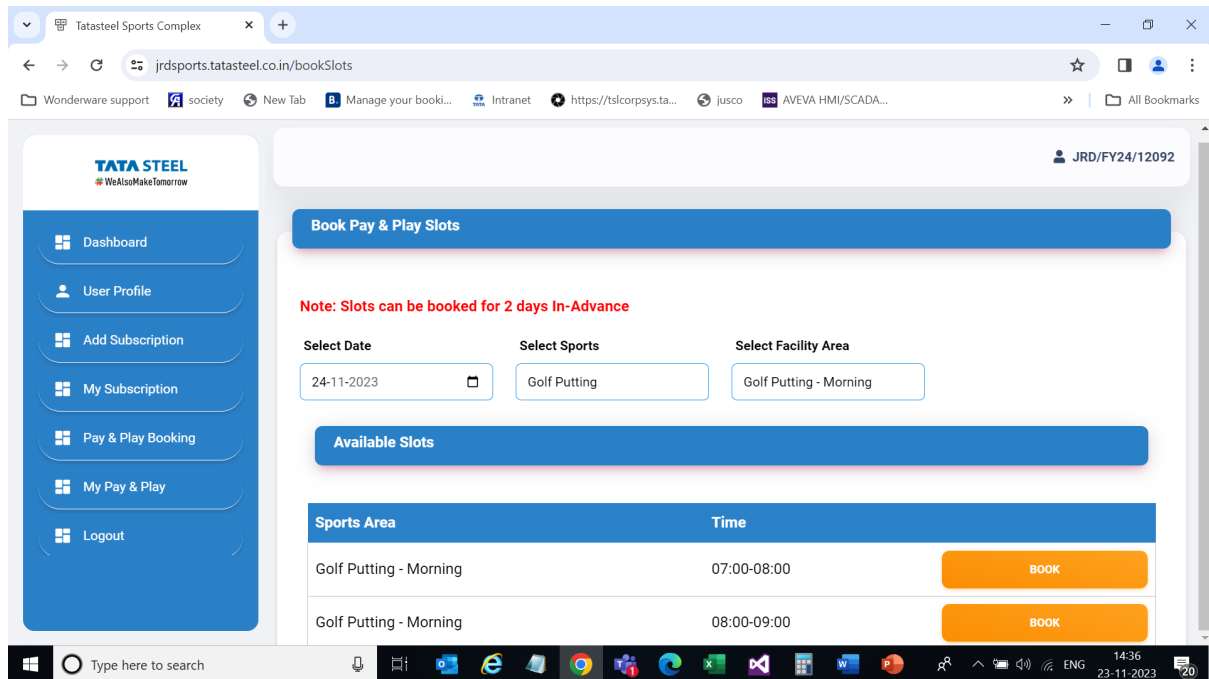 Tatasteel Sports Complex
jrdsports.tatasteel.co.in/bookSlots
Wonderware support society New Tab B. Manage your booki... TATA Intranet https://tslcorpsys.ta... jusco ISS AVEVA HMI/SCADA... » All Bookmarks
TATA STEEL
#WeAlsoMakeTomorrow
JRD/FY24/12092
Dashboard
User Profile
Add Subscription
My Subscription
Pay & Play Booking
My Pay & Play
Logout
Book Pay & Play Slots
Note: Slots can be booked for 2 days In-Advance
Select Date Select Sports Select Facility Area
24-11-2023 Golf Putting Golf Putting - Morning
Available Slots
Sports Area Time
Golf Putting - Morning 07:00-08:00 BOOK
Golf Putting - Morning 08:00-09:00 BOOK
Type here to search
ENG
14:36
23-11-2023
20